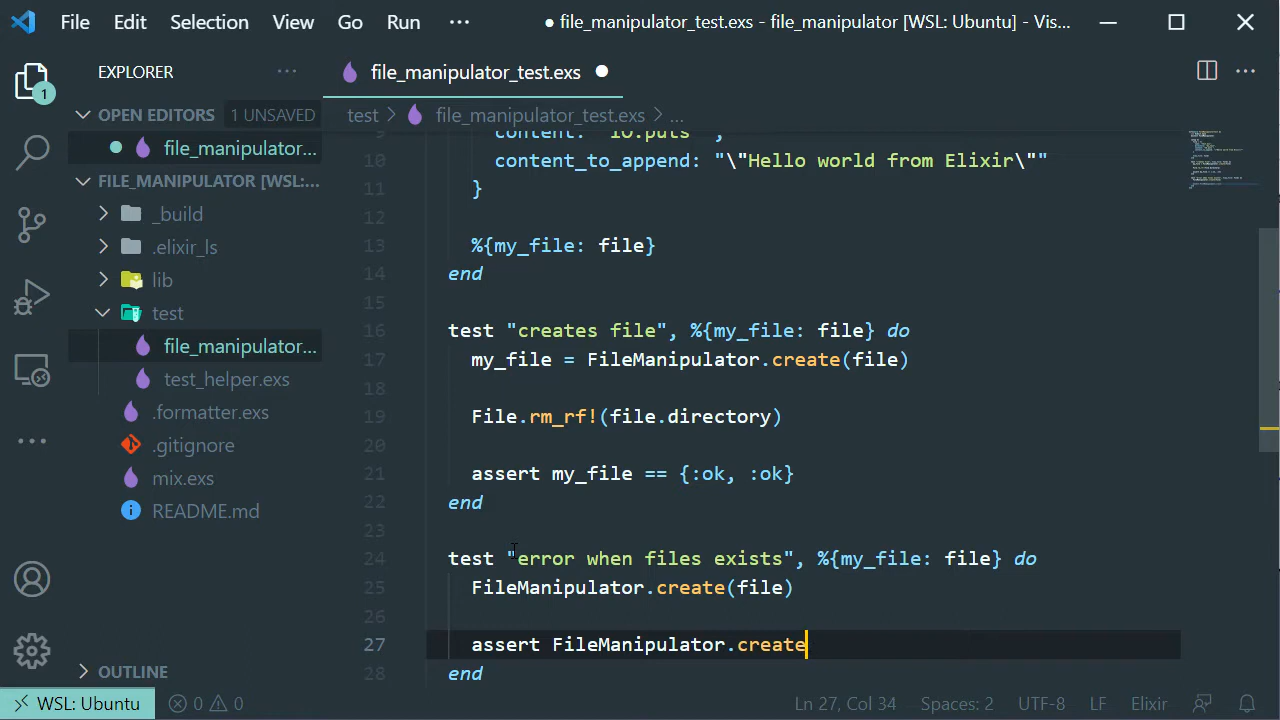 File Edit Selection View Go Run ··· ● file_manipulator_test.exs - file_manipulator [WSL: Ubuntu] - Vis...
EXPLORER ···
file_manipulator_test.exs
1
OPEN EDITORS 1 UNSAVED
file_manipulator...
FILE_MANIPULATOR [WSL:...
_build
.elixir_ls
lib
test
file_manipulator...
test_helper.exs
.formatter.exs
.gitignore
mix.exs
README.md
OUTLINE
test > file_manipulator_test.exs > ...
9 content: "IO.puts ",
10 content_to_append: "\"Hello world from Elixir\""
11 }
12
13 %{my_file: file}
14 end
15
16 test "creates file", %{my_file: file} do
17 my_file = FileManipulator.create(file)
18
19 File.rm_rf!(file.directory)
20
21 assert my_file == {:ok, :ok}
22 end
23
24 test "error when files exists", %{my_file: file} do
25 FileManipulator.create(file)
26
27 assert FileManipulator.create
28 end
WSL: Ubuntu 0 0 Ln 27, Col 34 Spaces: 2 UTF-8 LF Elixir